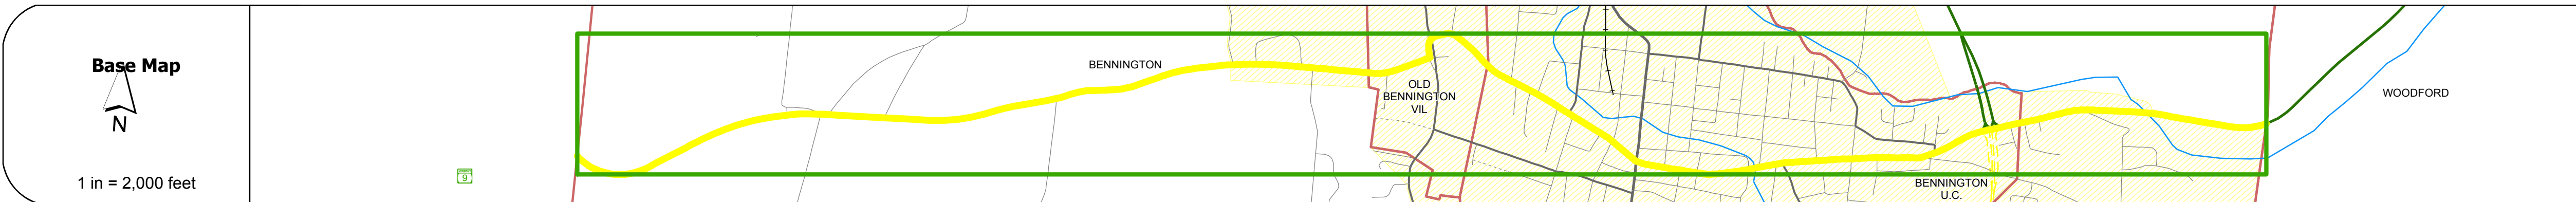 Base Map
N
1 in = 2,000 feet
9
BENNINGTON
OLD
BENNINGTON
VIL
BENNINGTON
U.C.
WOODFORD